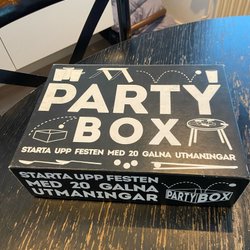 PARTY
BOX
STARTA UPP FESTEN MED 20 GALNA UTMANINGAR
STARTA UPP FESTEN
MED 20 GALNA
UTMANINGAR
PARTY BOX